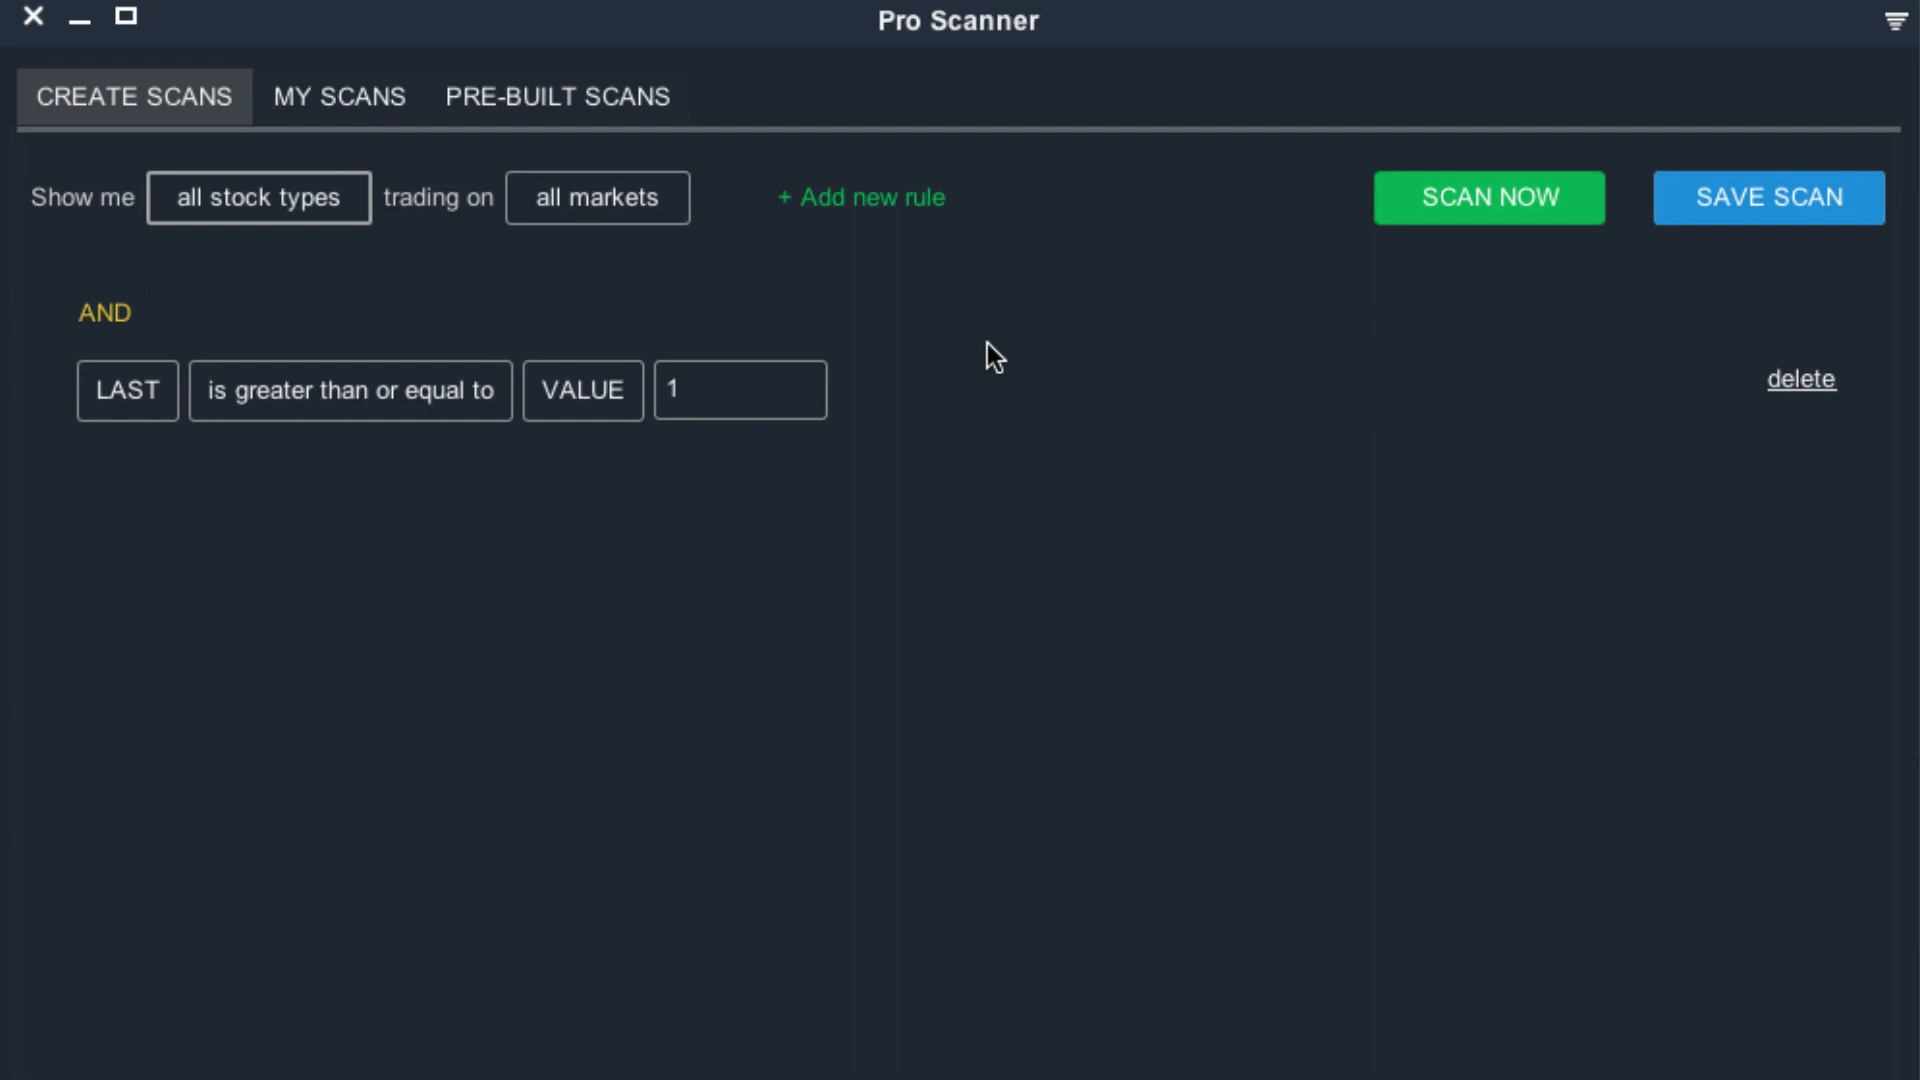 Pro Scanner
CREATE SCANS MY SCANS PRE-BUILT SCANS
Show me all stock types trading on all markets + Add new rule SCAN NOW SAVE SCAN
AND
LAST is greater than or equal to VALUE 1 delete